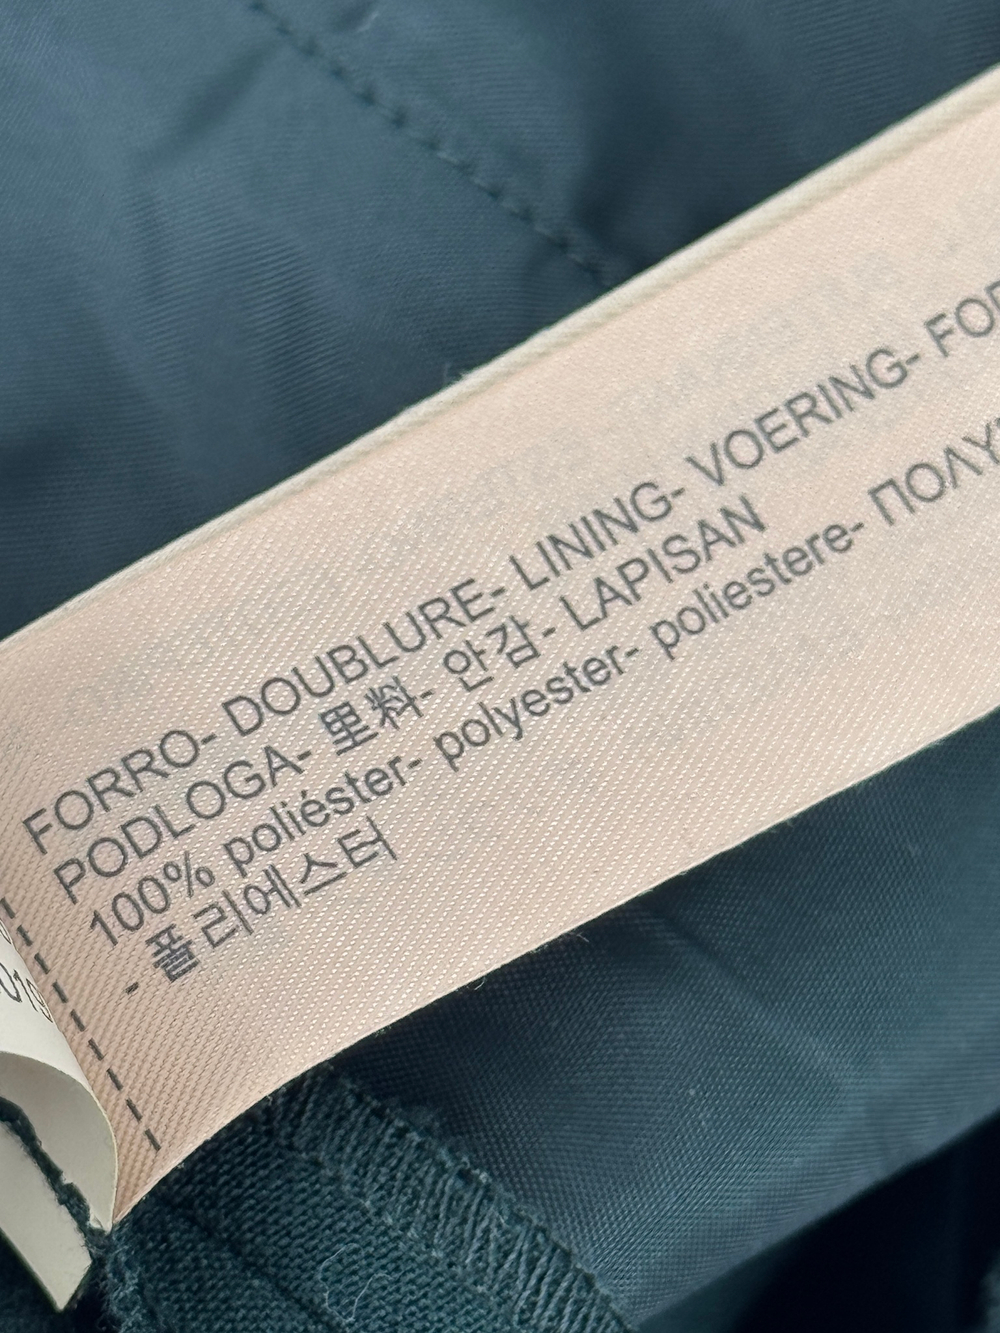 FORRO- DOUBLURE- LINING- VOERING-
PODLOGA- 里料- 안감- LAPISAN
100% poliéster- polyester- poliestere-
- 폴리에스터